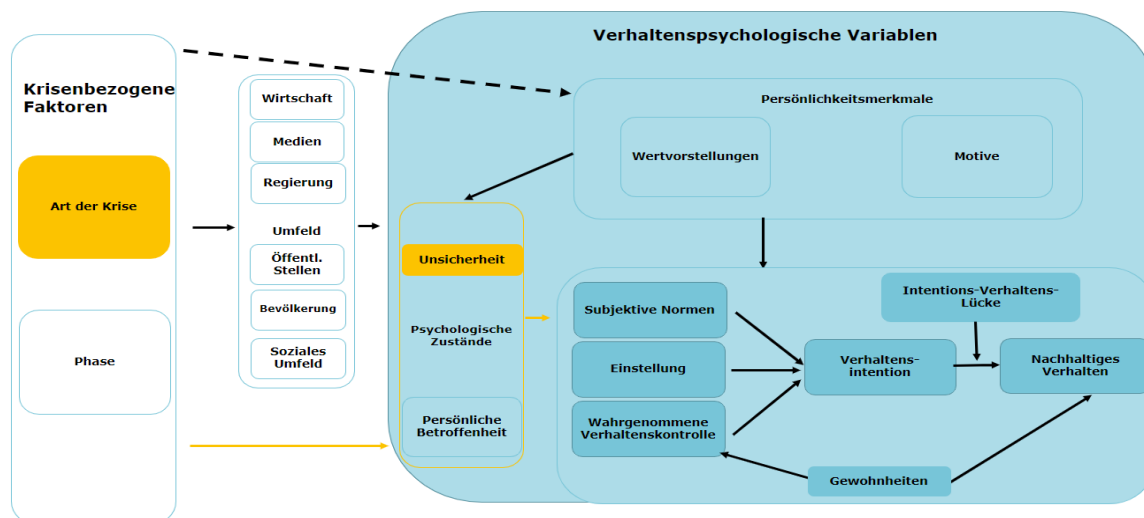 Verhaltenspsychologische Variablen
Krisenbezogene
Faktoren
Art der Krise
Phase
Wirtschaft
Medien
Regierung
Umfeld
Öffentl.
Stellen
Bevölkerung
Soziales
Umfeld
Persönlichkeitsmerkmale
Wertvorstellungen
Motive
Unsicherheit
Psychologische
Zustände
Persönliche
Betroffenheit
Subjektive Normen
Einstellung
Wahrgenommene
Verhaltenskontrolle
Intentions-Verhaltens-
Lücke
Verhaltens-
intention
Nachhaltiges
Verhalten
Gewohnheiten